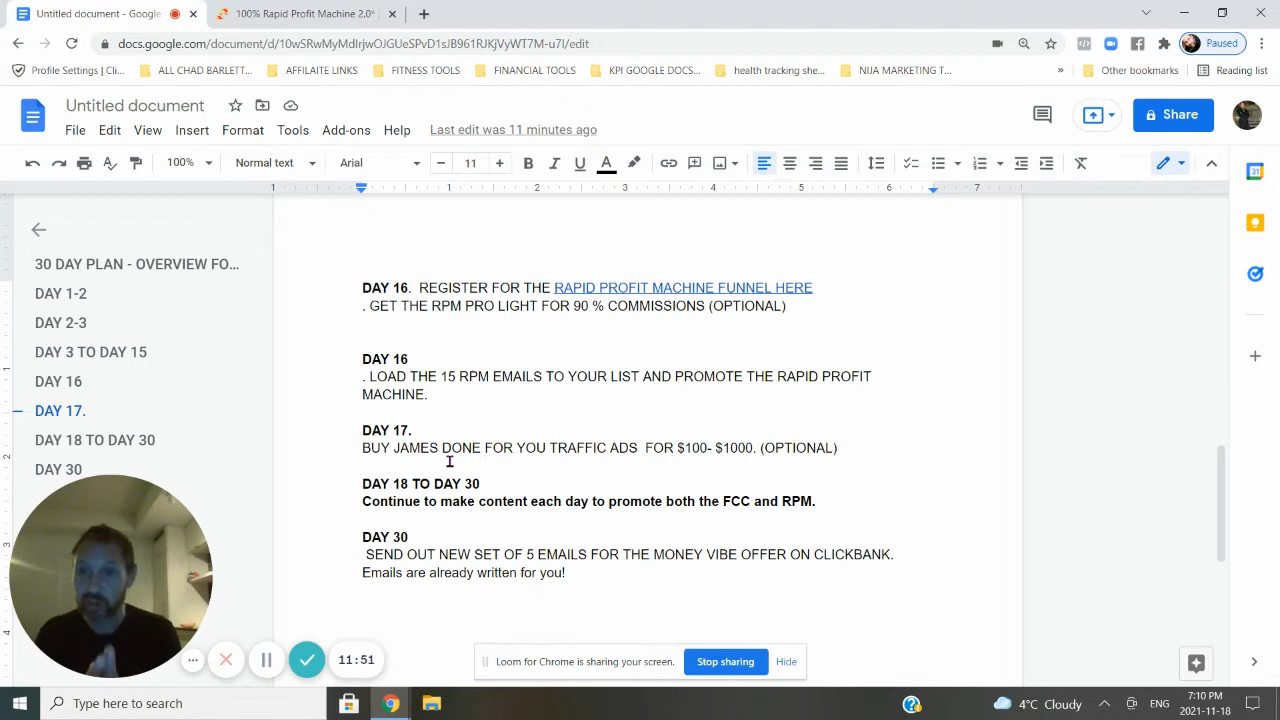 Untitled document - Google
100% Rapid Profit Machine 2.0"
docs.google.com/document/d/10wSRwMyMdIrjwOJGUcPvD1sJB961RJKjVyWT7M-u7I/edit
Paused
Profile Settings | Cli...
ALL CHAD BARLETT...
AFFILAITE LINKS
FITNESS TOOLS
FINANCIAL TOOLS
KPI GOOGLE DOCS...
health tracking she...
NIJA MARKETING T...
»
Other bookmarks
Reading list
Untitled document
File Edit View Insert Format Tools Add-ons Help Last edit was 11 minutes ago
Share
100% Normal text Arial 11 B I U A
1 1 2 3 4 5 6 7
30 DAY PLAN - OVERVIEW FO...
DAY 1-2
DAY 2-3
DAY 3 TO DAY 15
DAY 16
DAY 17.
DAY 18 TO DAY 30
DAY 30
DAY 16. REGISTER FOR THE RAPID PROFIT MACHINE FUNNEL HERE
. GET THE RPM PRO LIGHT FOR 90 % COMMISSIONS (OPTIONAL)
DAY 16
. LOAD THE 15 RPM EMAILS TO YOUR LIST AND PROMOTE THE RAPID PROFIT
MACHINE.
DAY 17.
BUY JAMES DONE FOR YOU TRAFFIC ADS FOR $100- $1000. (OPTIONAL)
DAY 18 TO DAY 30
Continue to make content each day to promote both the FCC and RPM.
DAY 30
SEND OUT NEW SET OF 5 EMAILS FOR THE MONEY VIBE OFFER ON CLICKBANK.
Emails are already written for you!
11:51
Loom for Chrome is sharing your screen.
Stop sharing
Hide
Type here to search
4°C Cloudy
ENG
7:10 PM
2021-11-18